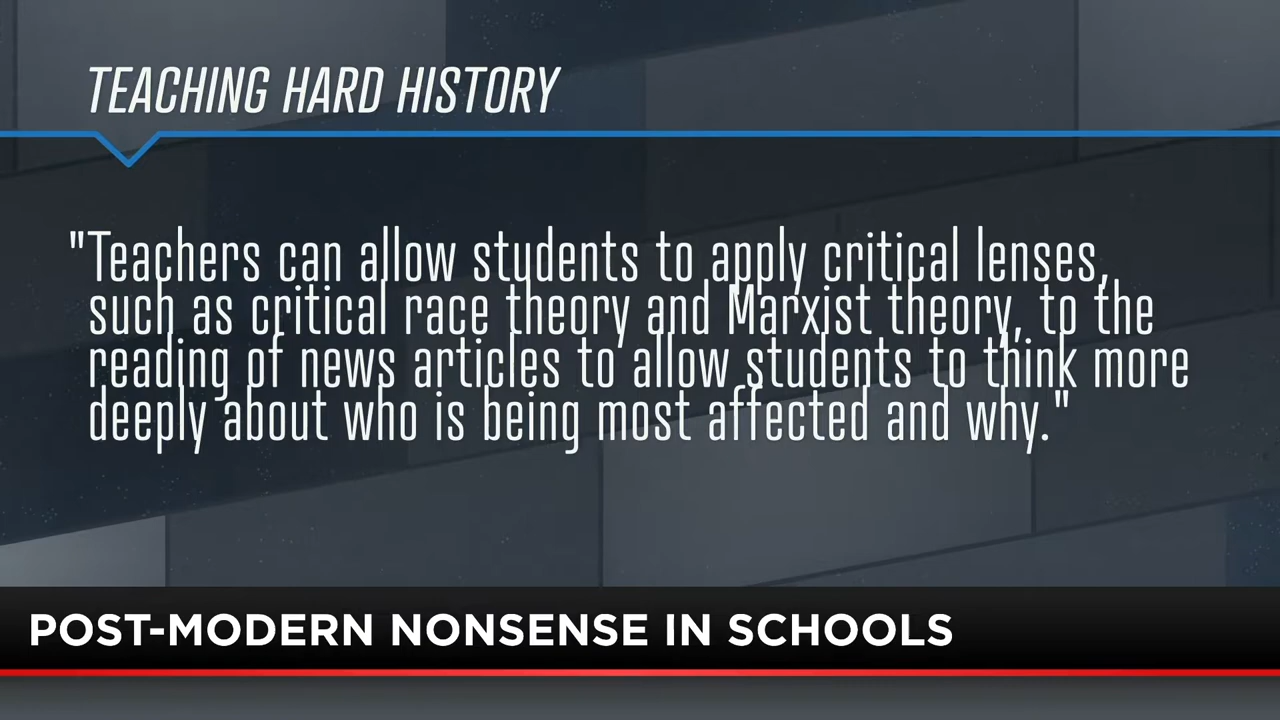 TEACHING HARD HISTORY
"Teachers can allow students to apply critical lenses,
such as critical race theory and Marxist theory, to the
reading of news articles to allow students to think more
deeply about who is being most affected and why."
POST-MODERN NONSENSE IN SCHOOLS